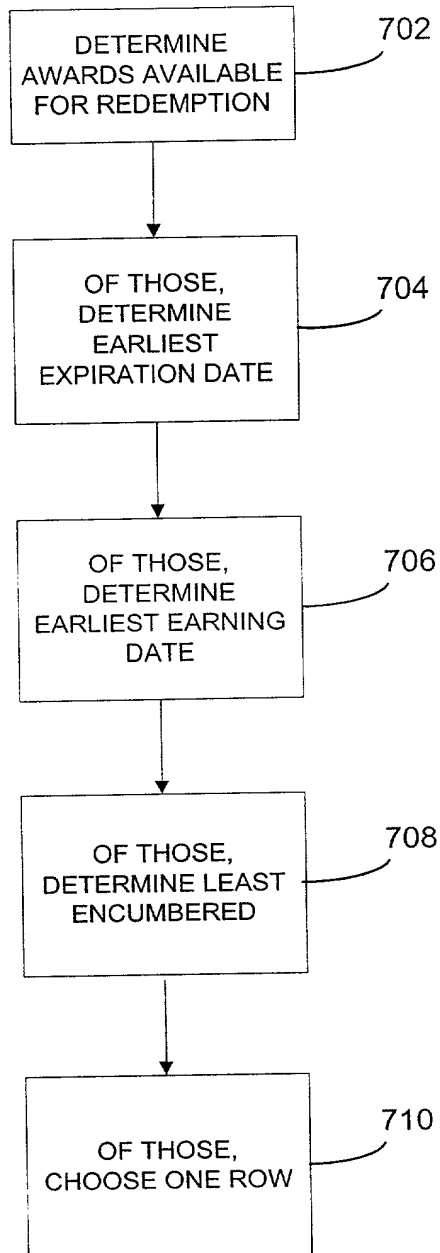 DETERMINE
AWARDS AVAILABLE
FOR REDEMPTION
702
OF THOSE,
DETERMINE
EARLIEST
EXPIRATION DATE
704
OF THOSE,
DETERMINE
EARLIEST EARNING
DATE
706
OF THOSE,
DETERMINE LEAST
ENCUMBERED
708
OF THOSE,
CHOOSE ONE ROW
710